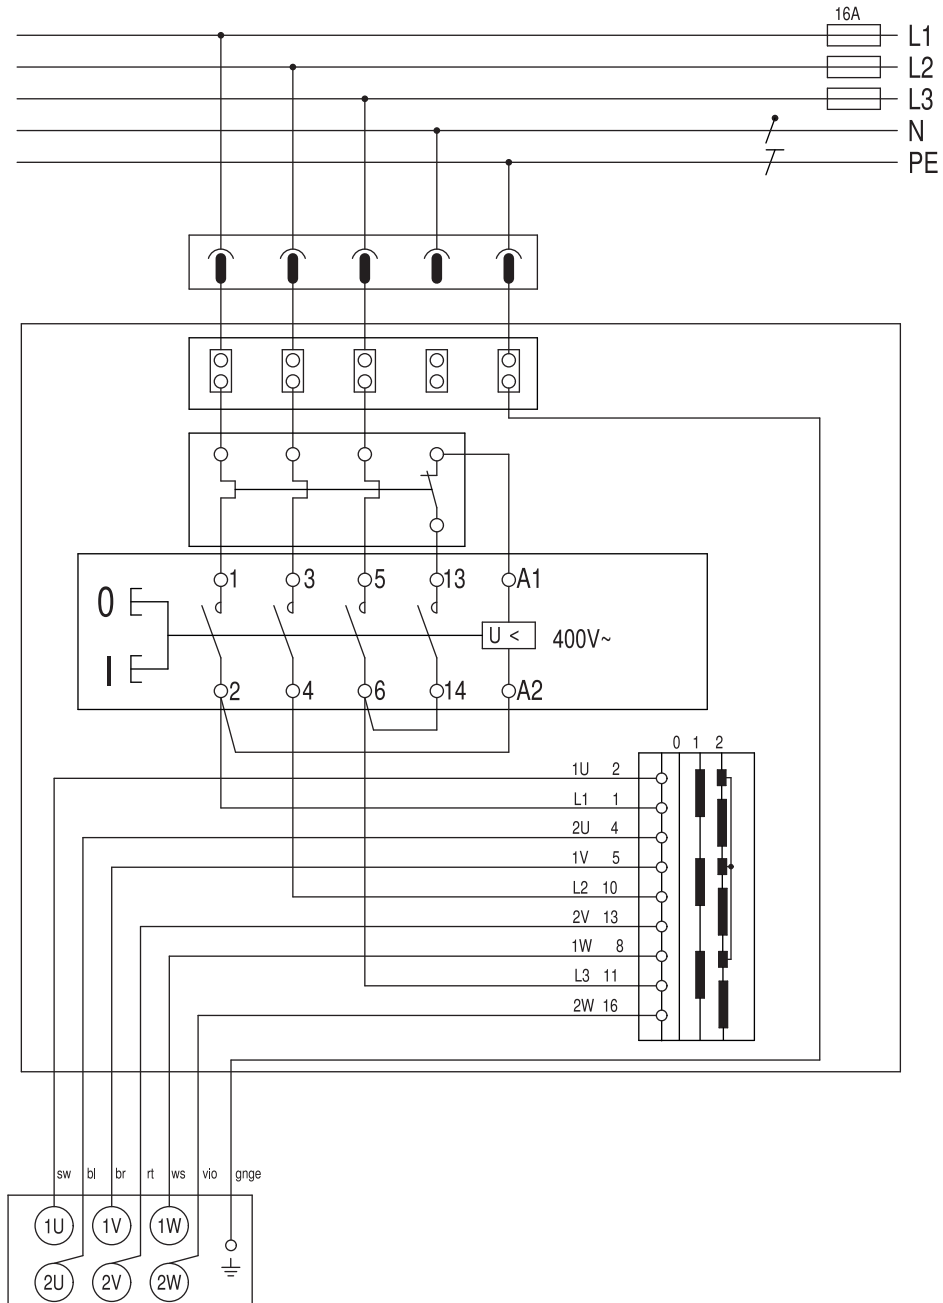 16A
L1
L2
L3
N
PE
1 3 5 13 A1
0
U <
400V~
I
2 4 6 14 A2
0 1 2
1U 2
L1 1
2U 4
1V 5
L2 10
2V 13
1W 8
L3 11
2W 16
sw bl br rt ws vio gnge
1U 1V 1W
2U 2V 2W